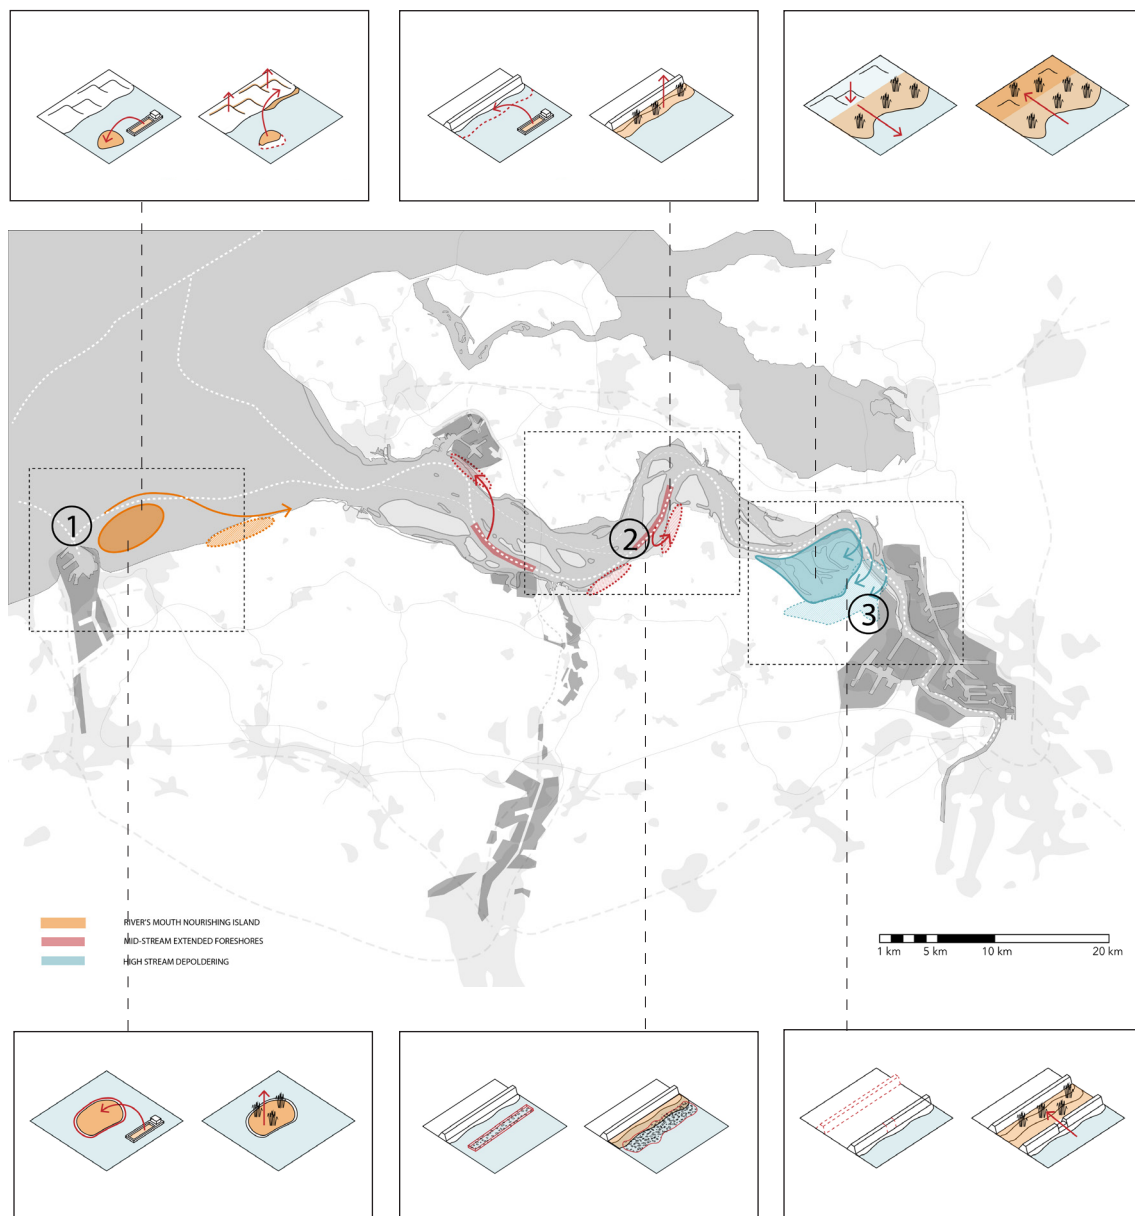 1
2
3
RIVER'S MOUTH NOURISHING ISLAND
MID-STREAM EXTENDED FORESHORES
HIGH STREAM DEPOLDERING
1 km 5 km 10 km 20 km